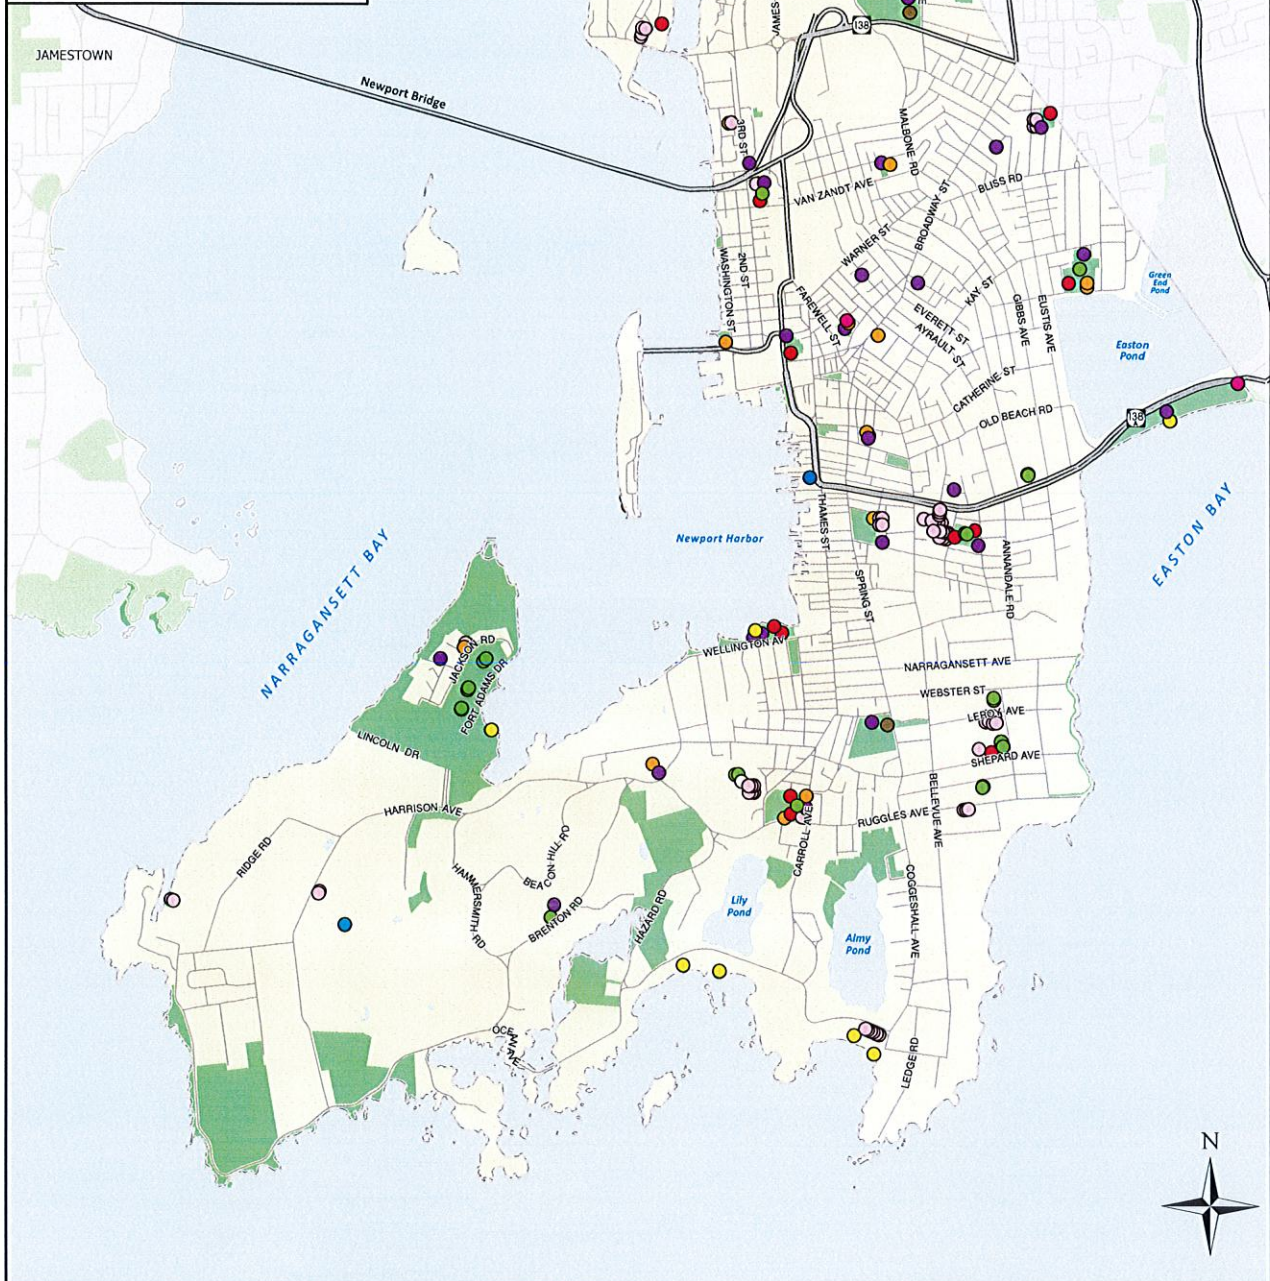 JAMES
138
m
JAMESTOWN
Newport Bridge
3RD ST
MALBONE RD
BLISS RD
VAN ZANDT AVE
BROADWAY ST
WARNER ST
2ND ST
WASHINGTON ST
FAREWELL ST
KAY ST
GIBBS AVE
EUSTIS AVE
Green
End
Pond
EVERETT ST
AYRAULT ST
Easton
Pond
CATHERINE ST
OLD BEACH RD
138
A
THAMES ST
Newport Harbor
EASTON BAY
NARRAGANSETT BAY
SPRING ST
ANNANDALE RD
JACKSON RD
FORT ADAMS DR
WELLINGTON AV
NARRAGANSETT AVE
WEBSTER ST
LEROY AVE
LINCOLN DR
SHEPARD AVE
HARRISON AVE
RUGGLES AVE
BELLEVUE AVE
CARROLL AVE
RIDGE RD
BEACON HILL RD
HAMMERSMITH RD
BRENTON RD
HAZARD RD
Lily
Pond
COGGESHALL AVE
Almy
Pond
OCEAN AVE
LEDGE RD
N